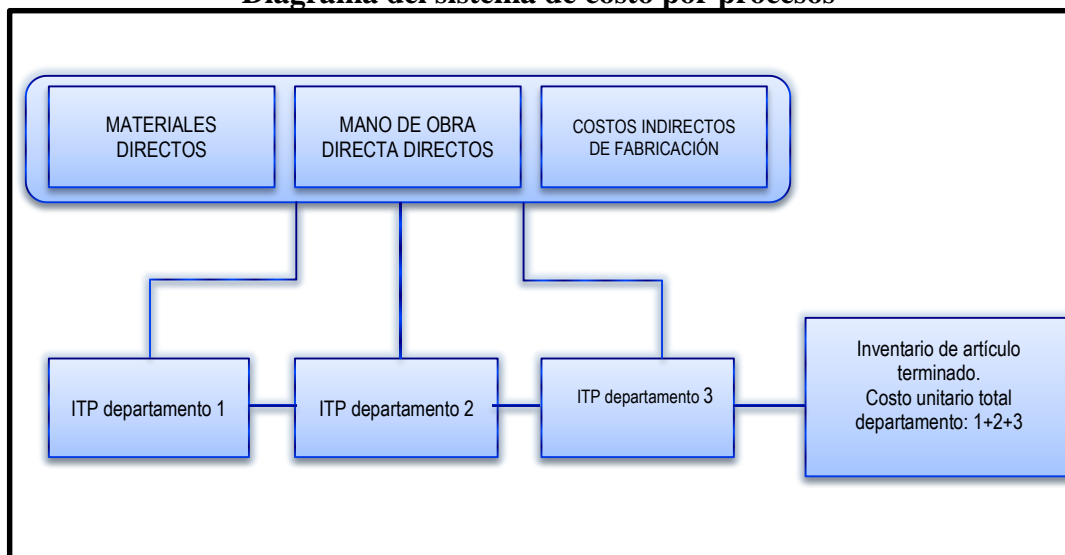 Diagrama del sistema de costo por procesos
MATERIALES
DIRECTOS
MANO DE OBRA
DIRECTA DIRECTOS
COSTOS INDIRECTOS
DE FABRICACIÓN
ITP departamento 1
ITP departamento 2
ITP departamento 3
Inventario de artículo
terminado.
Costo unitario total
departamento: 1+2+3